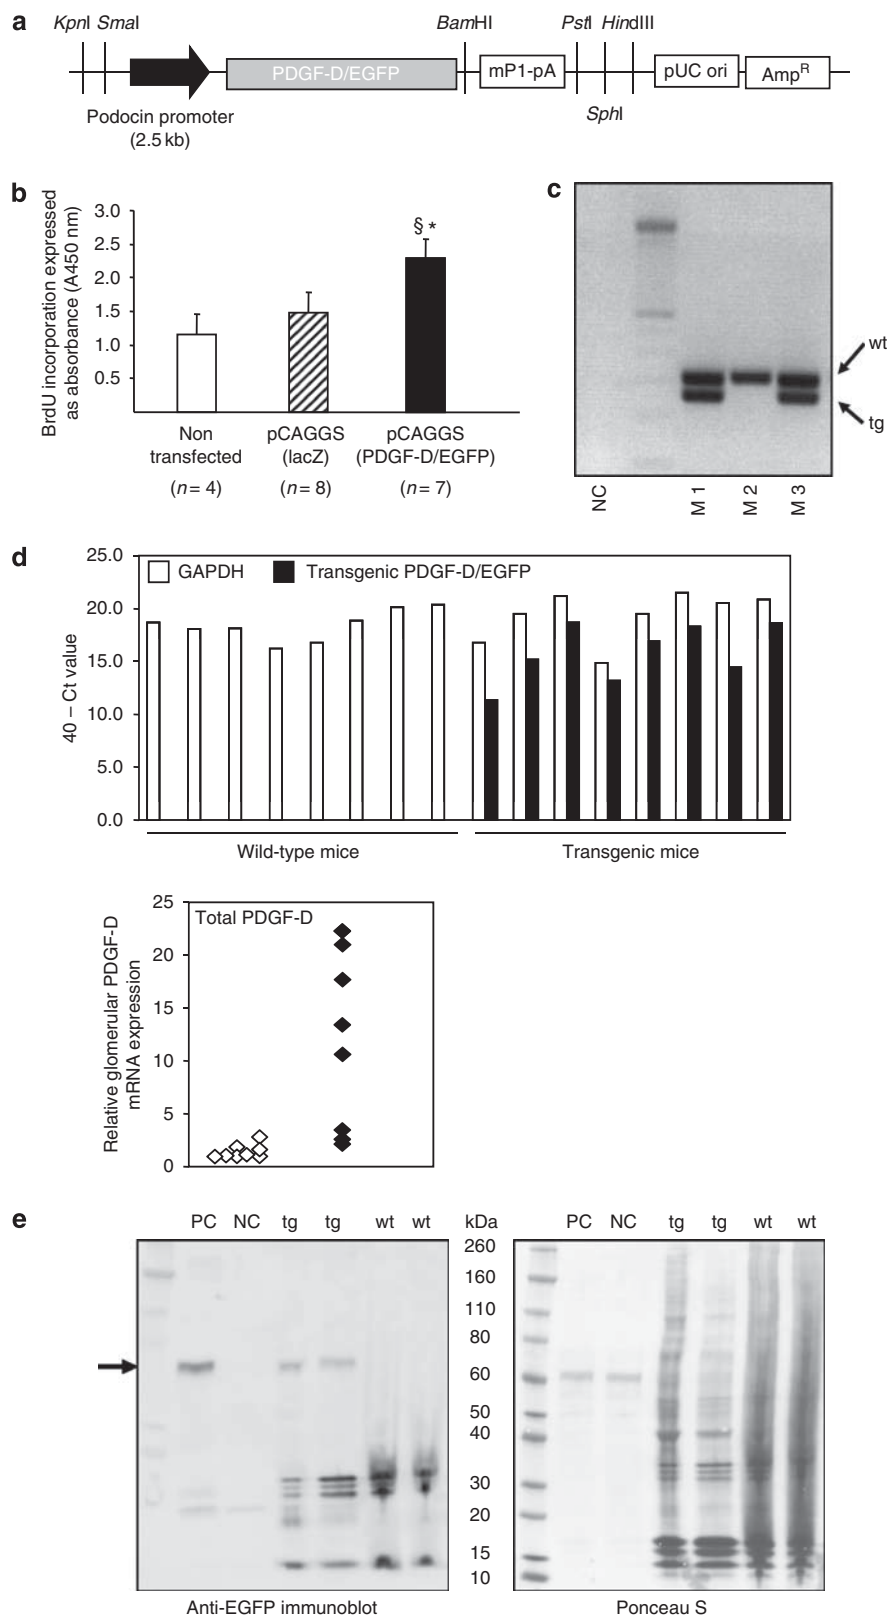 a
KpnI SmaI BamHI PstI HindIII
PDGF-D/EGFP mP1-pA pUC ori AmpR
SphI
Podocin promoter
(2.5 kb)
b
BrdU incorporation expressed
as absorbance (A450 nm)
3.0
2.5
2.0
1.5
1.0
0.5
§ *
Non
transfected
(n = 4)
pCAGGS
(lacZ)
(n = 8)
pCAGGS
(PDGF-D/EGFP)
(n = 7)
c
wt
tg
NC
M 1
M 2
M 3
d
40 – Ct value
25.0
20.0
15.0
10.0
5.0
0.0
GAPDH
Transgenic PDGF-D/EGFP
Wild-type mice
Transgenic mice
Relative glomerular PDGF-D
mRNA expression
25
20
15
10
5
0
Total PDGF-D
e
PC NC tg tg wt wt kDa PC NC tg tg wt wt
260
160
110
80
60
50
40
30
20
15
10
Anti-EGFP immunoblot
Ponceau S